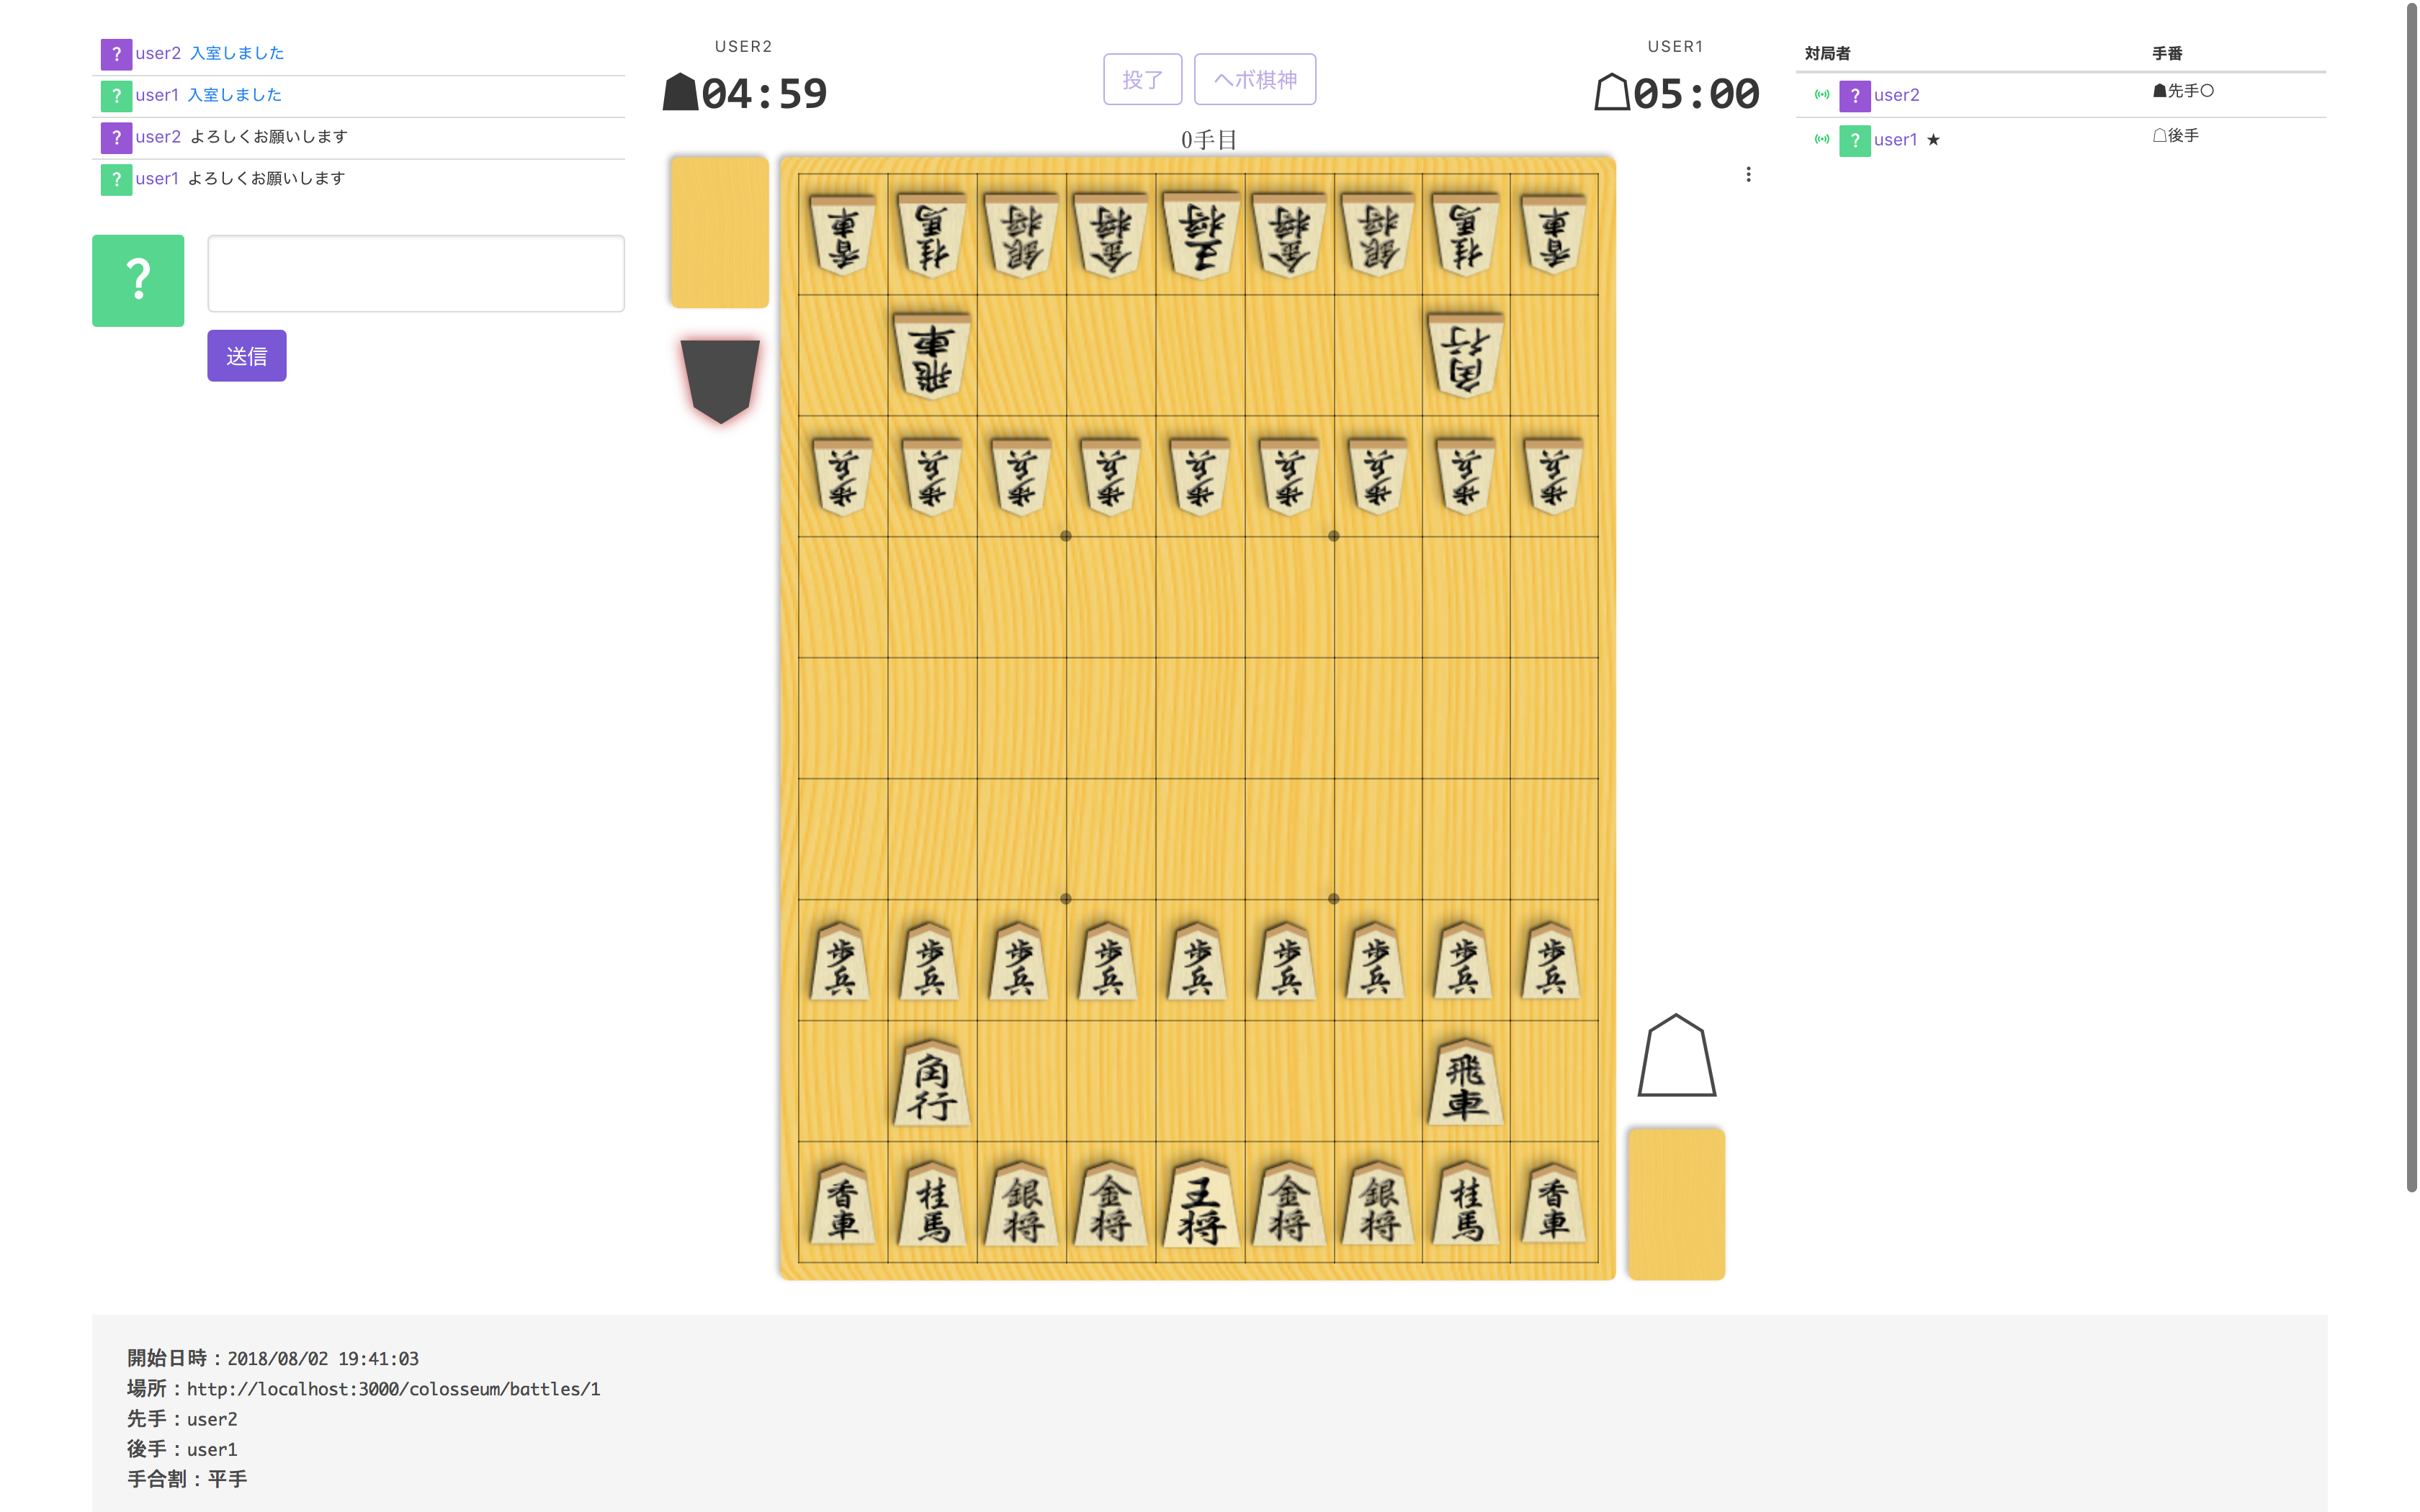 ? user2 入室しました
? user1 入室しました
? user2 よろしくお願いします
? user1 よろしくお願いします
?
送信
USER2
04:59
投了 ヘボ棋神
USER1
05:00
0手目
対局者 手番
? user2 ☗先手○
? user1 ★ ☖後手
香車 桂馬 銀将 金将 王将 金将 銀将 桂馬 香車
飛車 角行
歩兵 歩兵 歩兵 歩兵 歩兵 歩兵 歩兵 歩兵 歩兵
歩兵 歩兵 歩兵 歩兵 歩兵 歩兵 歩兵 歩兵 歩兵
角行 飛車
香車 桂馬 銀将 金将 王将 金将 銀将 桂馬 香車
開始日時：2018/08/02 19:41:03
場所：http://localhost:3000/colosseum/battles/1
先手：user2
後手：user1
手合割：平手